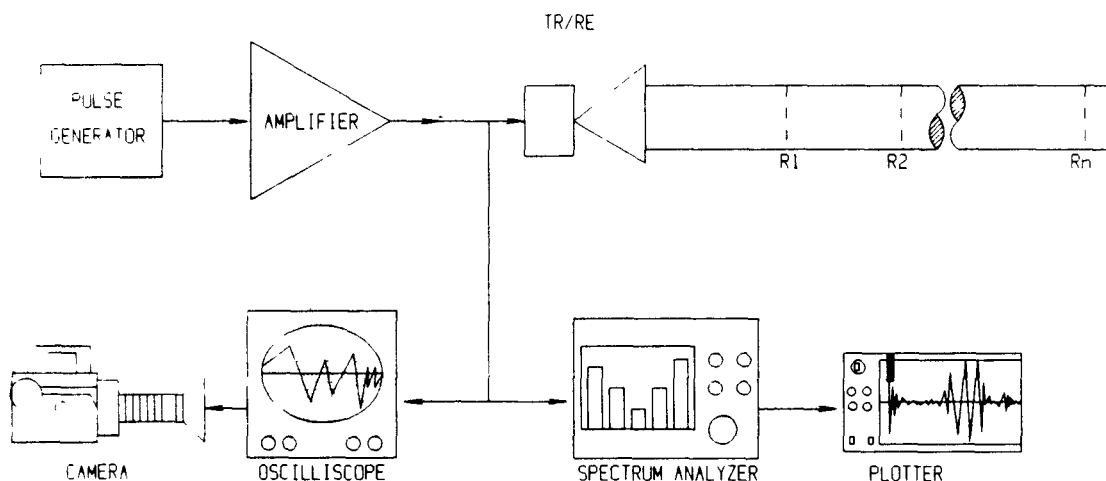 TR/RE
PULSE
GENERATOR
AMPLIFIER
R1
R2
Rn
CAMERA
OSCILLISCOPE
SPECTRUM ANALYZER
PLOTTER